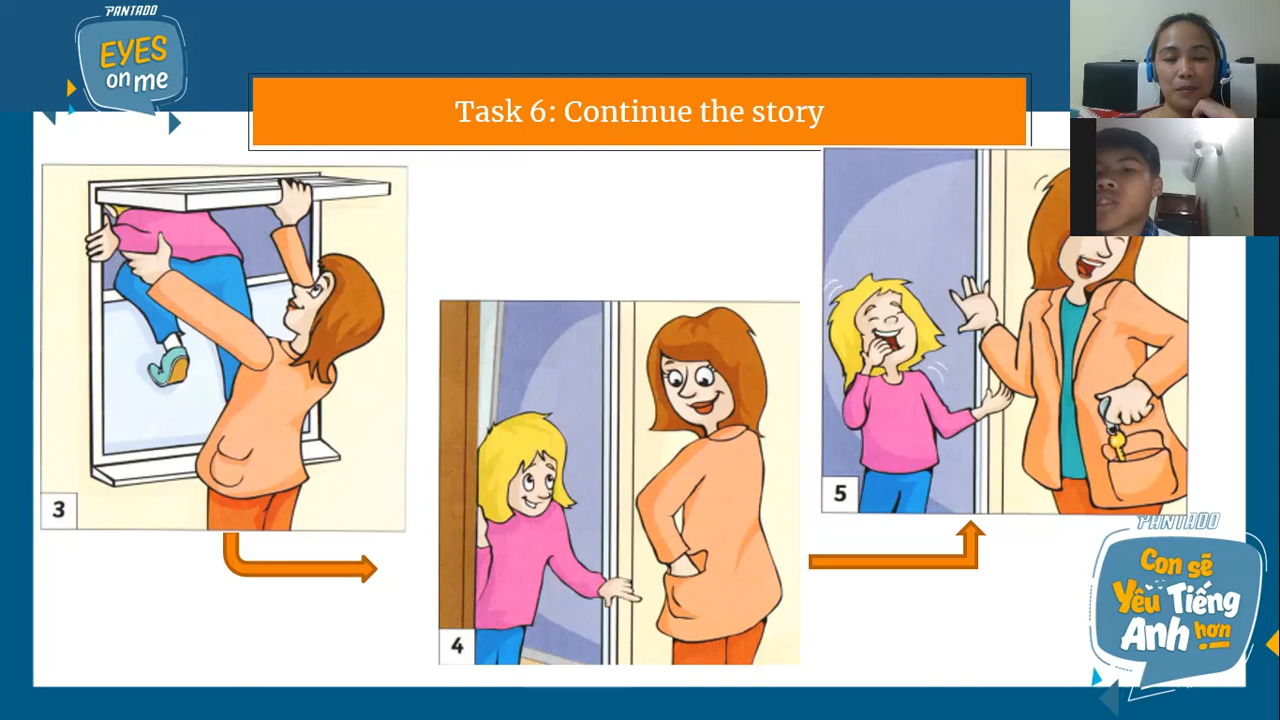 PANTADO
EYES
on me
Task 6: Continue the story
3
4
5
PANTADO
Con sẽ
Yêu Tiếng
Anh hơn